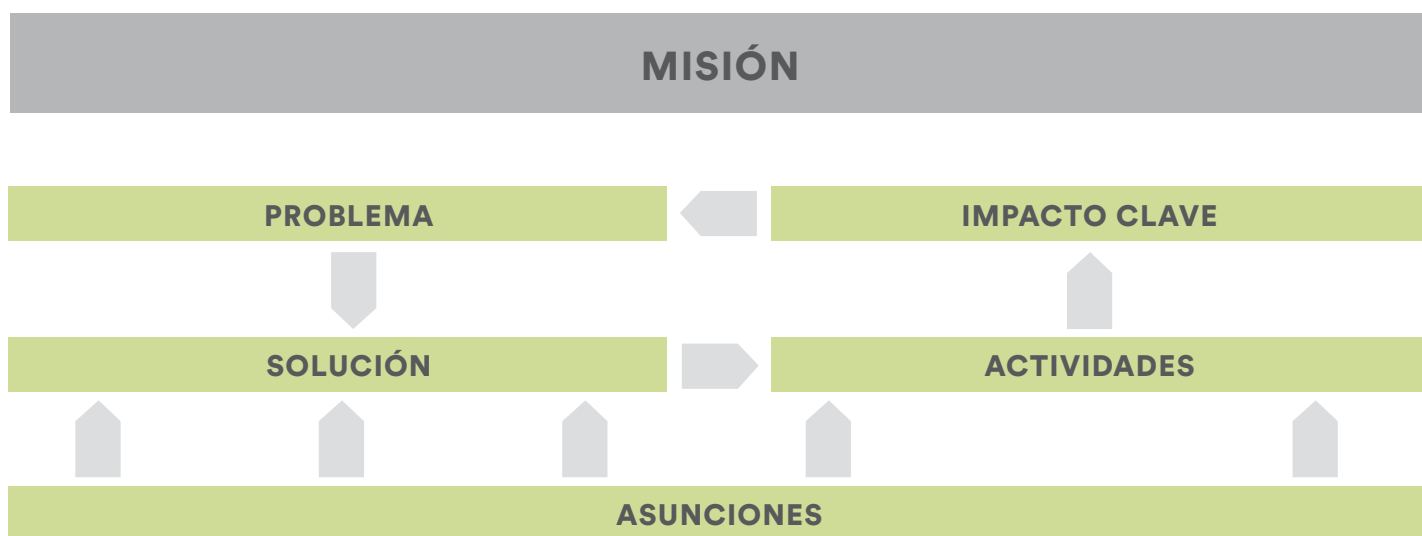 MISIÓN
PROBLEMA
IMPACTO CLAVE
SOLUCIÓN
ACTIVIDADES
ASUNCIONES